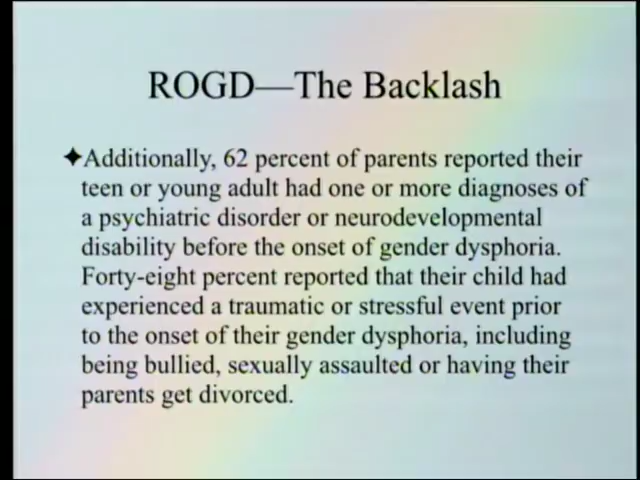 ROGD—The Backlash
✦Additionally, 62 percent of parents reported their
teen or young adult had one or more diagnoses of
a psychiatric disorder or neurodevelopmental
disability before the onset of gender dysphoria.
Forty-eight percent reported that their child had
experienced a traumatic or stressful event prior
to the onset of their gender dysphoria, including
being bullied, sexually assaulted or having their
parents get divorced.